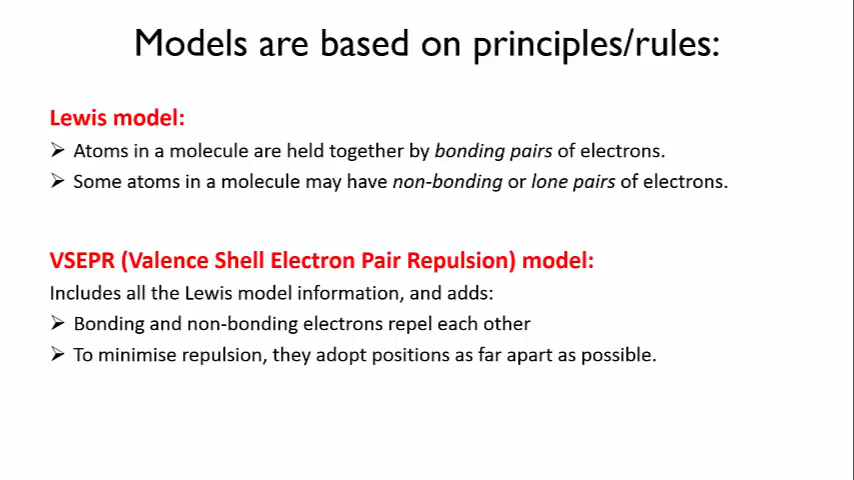 Models are based on principles/rules:
Lewis model:
➢ Atoms in a molecule are held together by bonding pairs of electrons.
➢ Some atoms in a molecule may have non-bonding or lone pairs of electrons.
VSEPR (Valence Shell Electron Pair Repulsion) model:
Includes all the Lewis model information, and adds:
➢ Bonding and non-bonding electrons repel each other
➢ To minimise repulsion, they adopt positions as far apart as possible.